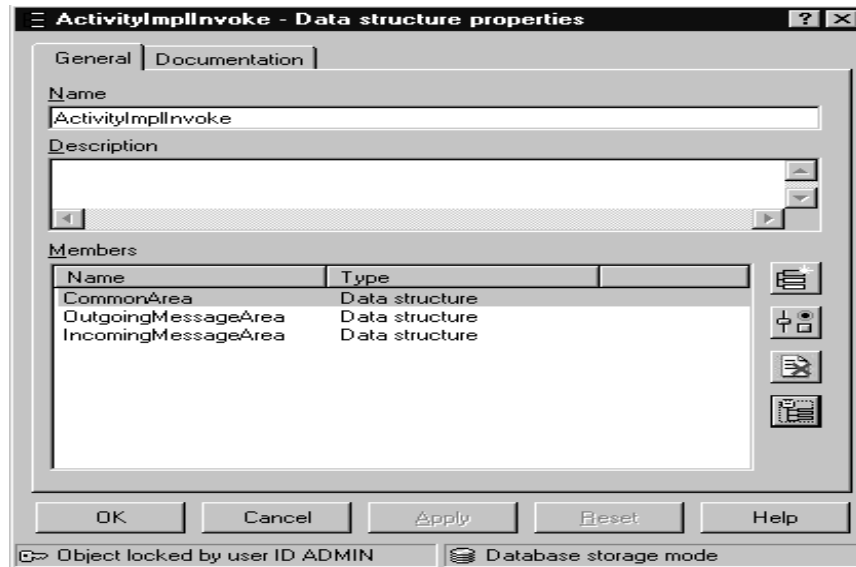 ActivityImplInvoke - Data structure properties
General Documentation
Name
ActivityImplInvoke
Description
Members
Name Type
CommonArea Data structure
OutgoingMessageArea Data structure
IncomingMessageArea Data structure
OK Cancel Apply Reset Help
Object locked by user ID ADMIN Database storage mode